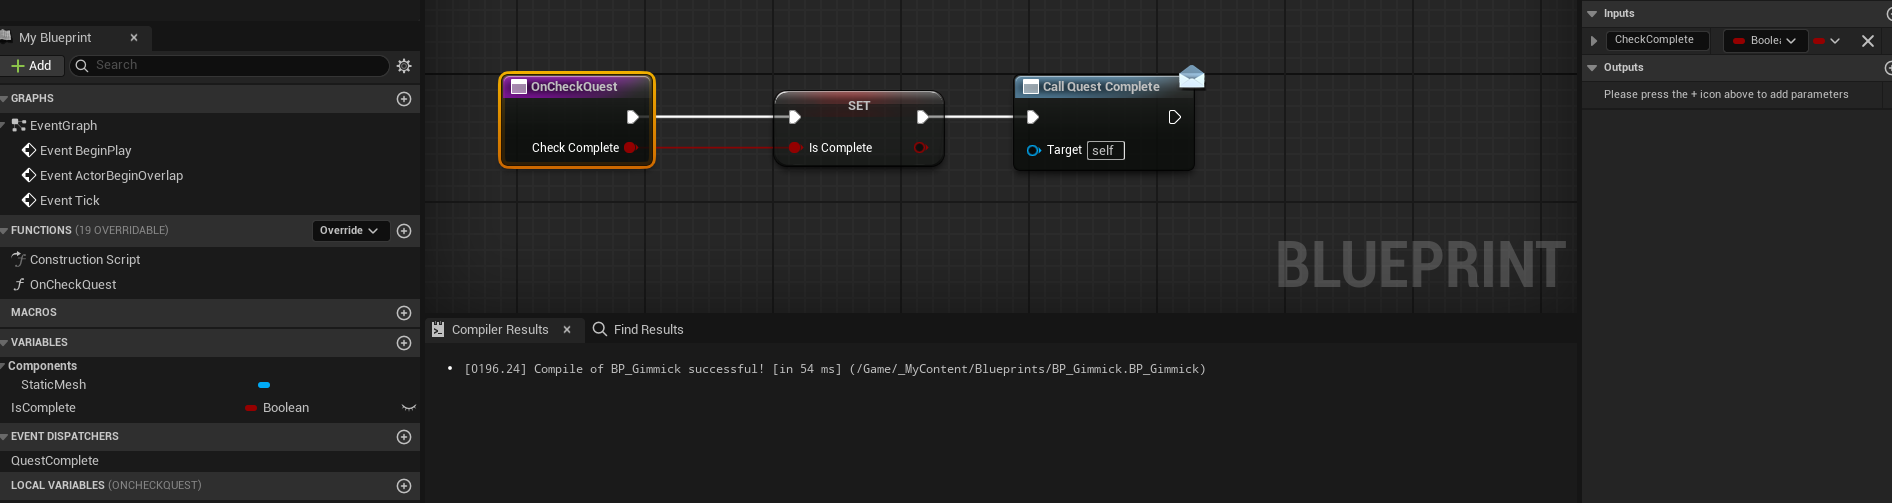 My Blueprint
Add
Search
GRAPHS
EventGraph
Event BeginPlay
Event ActorBeginOverlap
Event Tick
FUNCTIONS (19 OVERRIDABLE)
Override
Construction Script
OnCheckQuest
MACROS
VARIABLES
Components
StaticMesh
IsComplete
Boolean
EVENT DISPATCHERS
QuestComplete
LOCAL VARIABLES (ONCHECKQUEST)
OnCheckQuest
Check Complete
SET
Is Complete
Call Quest Complete
Target self
BLUEPRINT
Compiler Results
Find Results
[0196.24] Compile of BP_Gimmick successful! [in 54 ms] (/Game/_MyContent/Blueprints/BP_Gimmick.BP_Gimmick)
Inputs
CheckComplete
Boolea
Outputs
Please press the + icon above to add parameters